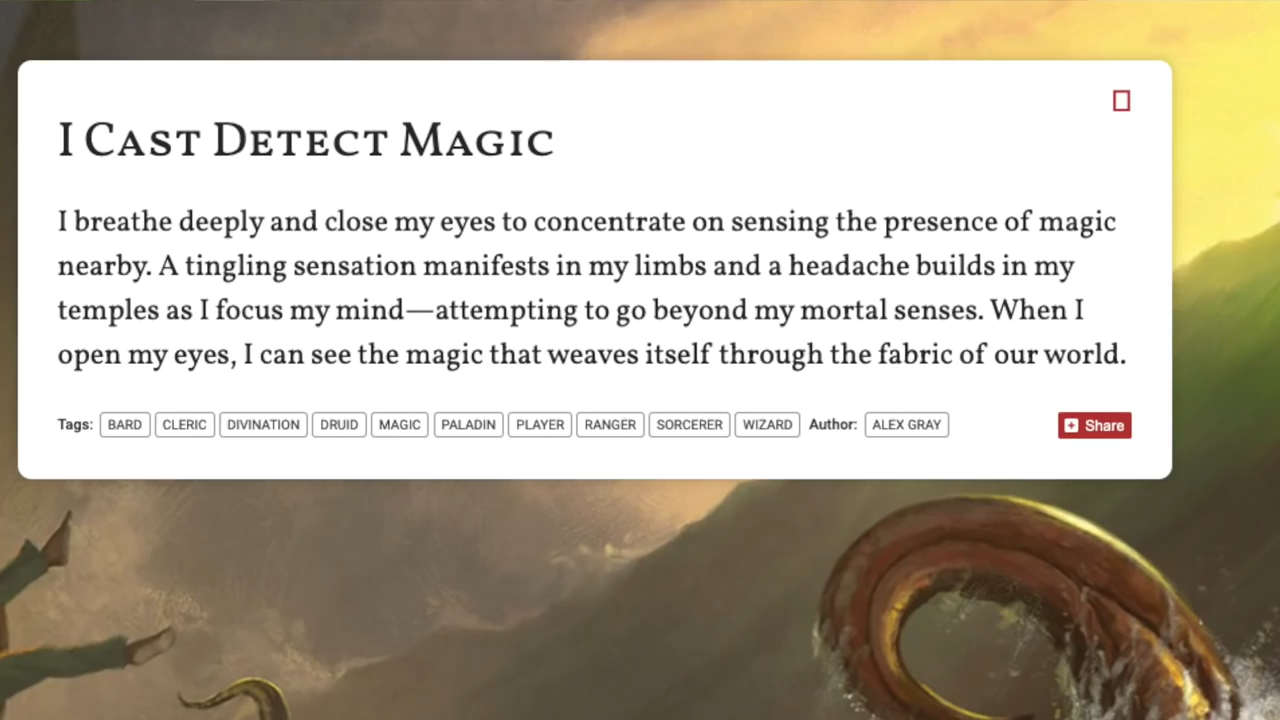 I Cast Detect Magic
I breathe deeply and close my eyes to concentrate on sensing the presence of magic
nearby. A tingling sensation manifests in my limbs and a headache builds in my
temples as I focus my mind—attempting to go beyond my mortal senses. When I
open my eyes, I can see the magic that weaves itself through the fabric of our world.
Tags: BARD CLERIC DIVINATION DRUID MAGIC PALADIN PLAYER RANGER SORCERER WIZARD Author: ALEX GRAY Share